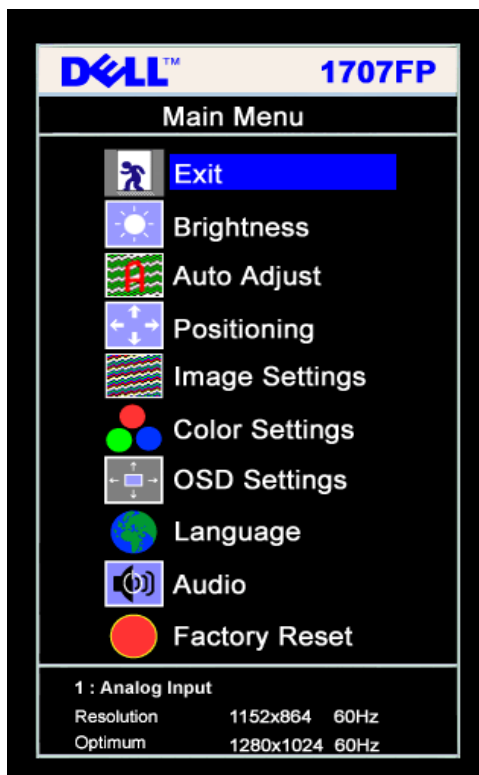 DELL™ 1707FP
Main Menu
Exit
Brightness
Auto Adjust
Positioning
Image Settings
Color Settings
OSD Settings
Language
Audio
Factory Reset
1 : Analog Input
Resolution 1152x864 60Hz
Optimum 1280x1024 60Hz